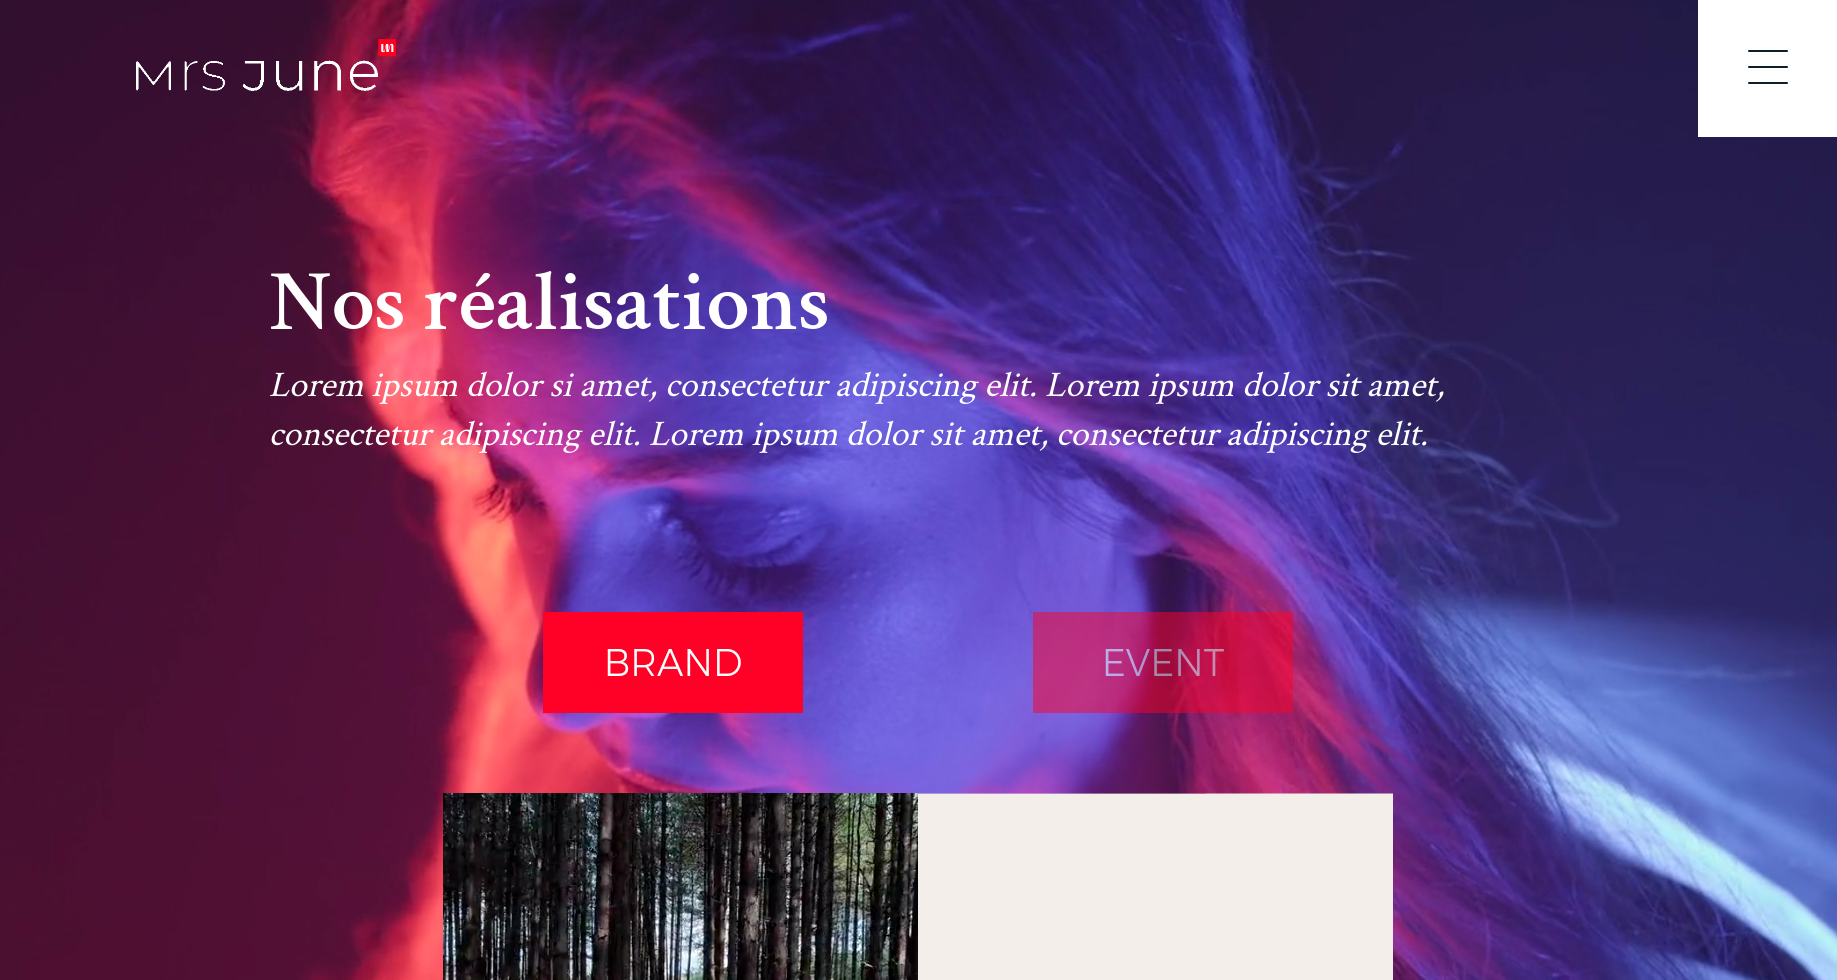 Mrs June
Nos réalisations
Lorem ipsum dolor si amet, consectetur adipiscing elit. Lorem ipsum dolor sit amet,
consectetur adipiscing elit. Lorem ipsum dolor sit amet, consectetur adipiscing elit.
BRAND
EVENT